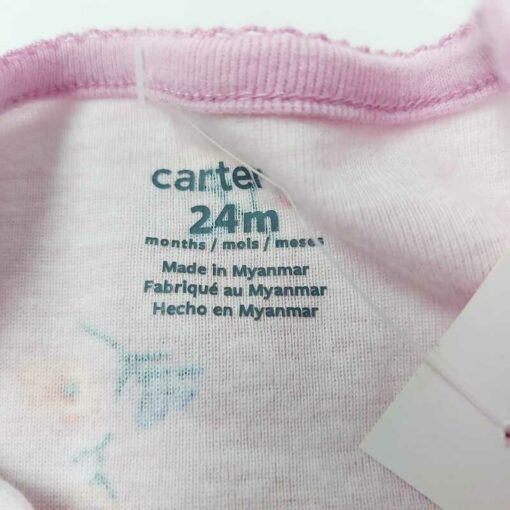 carter
24m
months / mois / meses
Made in Myanmar
Fabriqué au Myanmar
Hecho en Myanmar